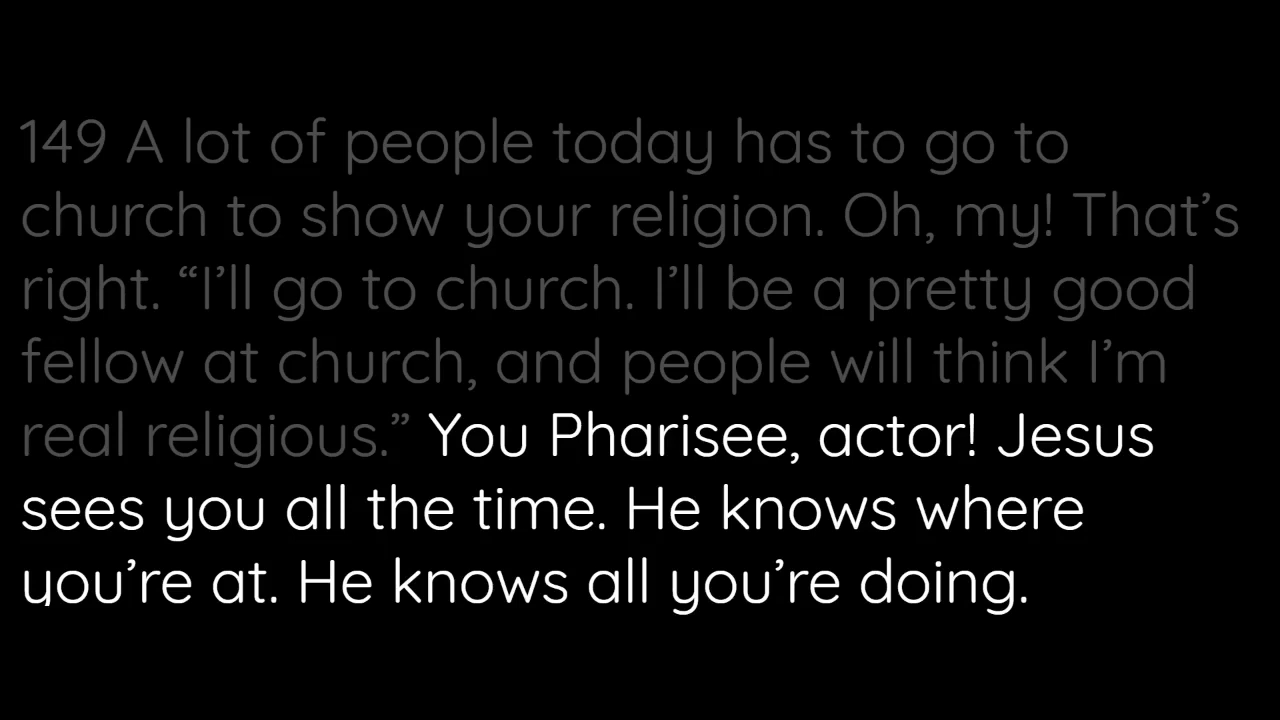 149 A lot of people today has to go to
church to show your religion. Oh, my! That’s
right. “I’ll go to church. I’ll be a pretty good
fellow at church, and people will think I’m
real religious.” You Pharisee, actor! Jesus
sees you all the time. He knows where
you’re at. He knows all you’re doing.